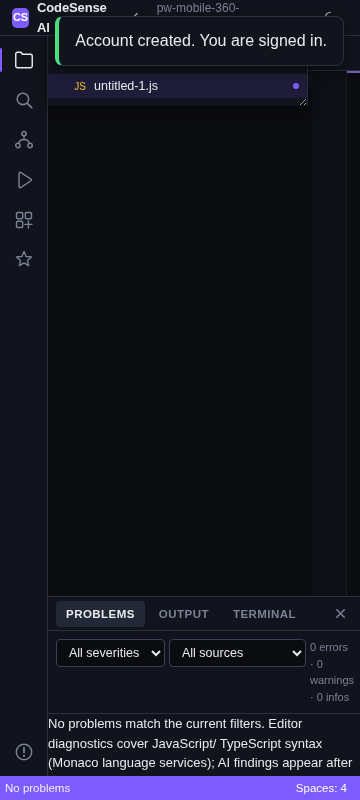 CS
CodeSense
AI
pw-mobile-360-
Account created. You are signed in.
JS untitled-1.js
PROBLEMS OUTPUT TERMINAL
All severities All sources
0 errors
· 0
warnings
· 0 infos
No problems match the current filters. Editor
diagnostics cover JavaScript/ TypeScript syntax
(Monaco language services); AI findings appear after
No problems Spaces: 4